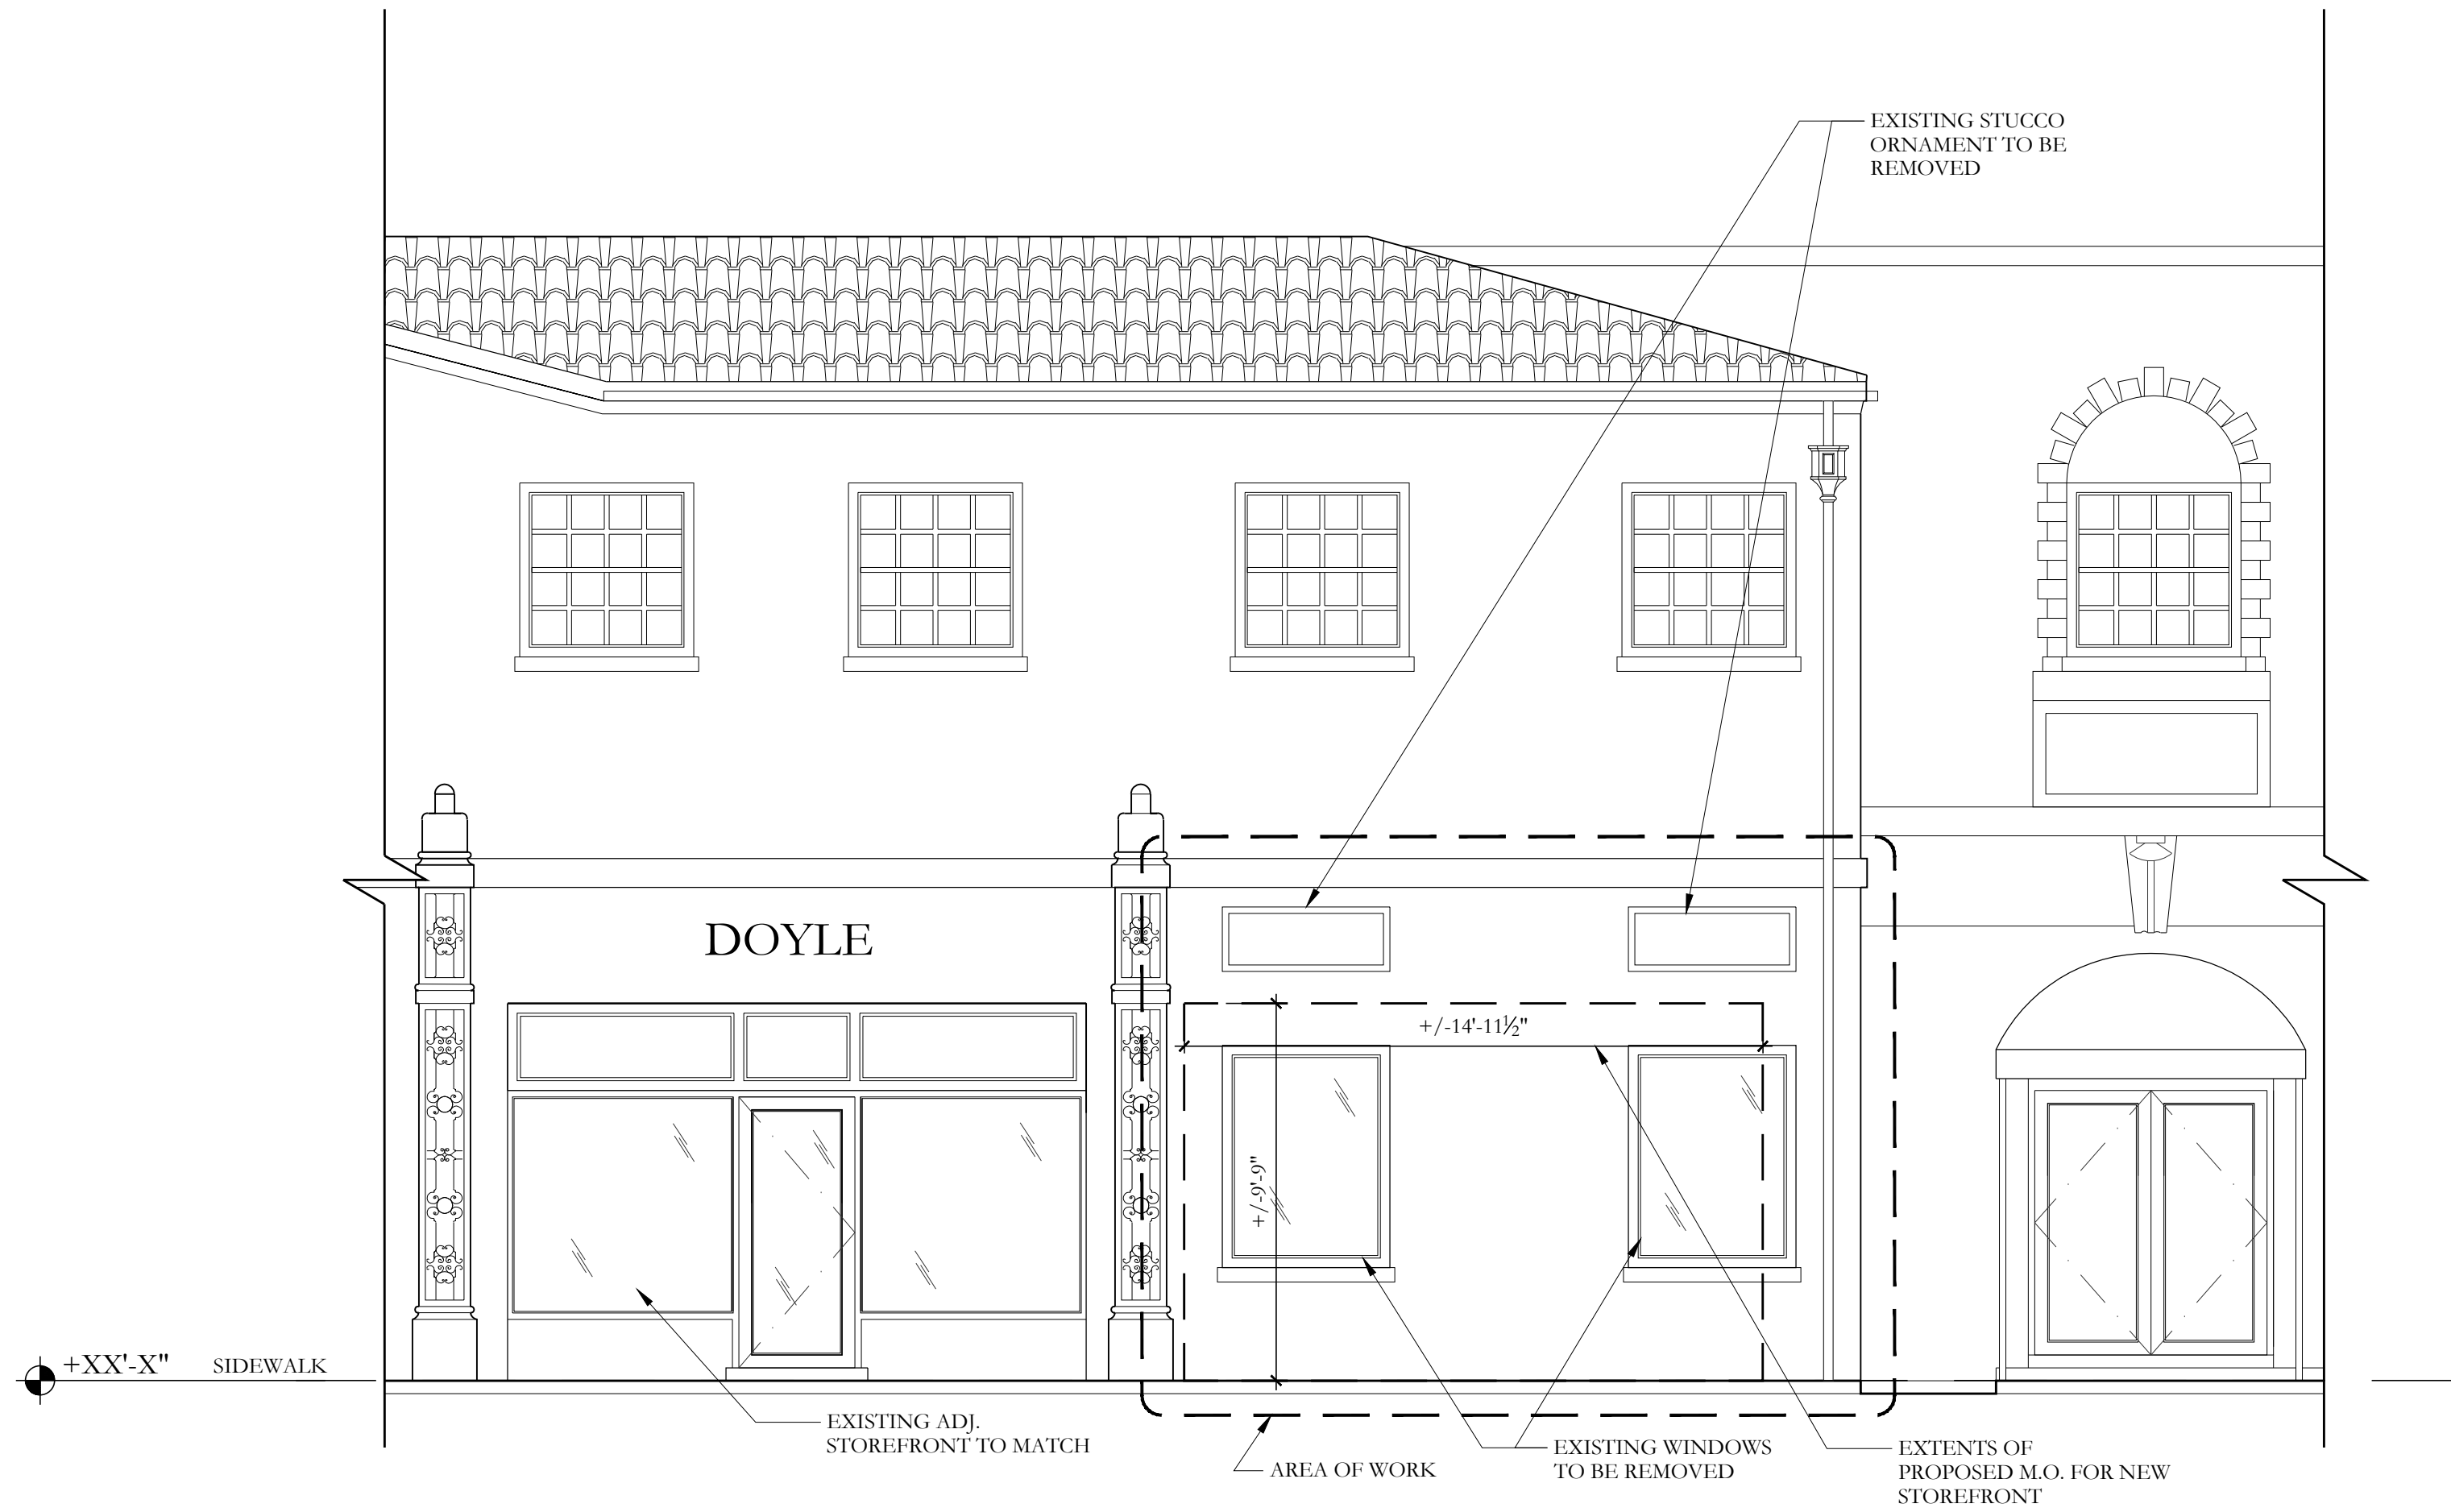 EXISTING STUCCO
ORNAMENT TO BE
REMOVED
DOYLE
+/-14'-11½"
+/-9'-9"
+XX'-X"
SIDEWALK
EXISTING ADJ.
STOREFRONT TO MATCH
AREA OF WORK
EXISTING WINDOWS
TO BE REMOVED
EXTENTS OF
PROPOSED M.O. FOR NEW
STOREFRONT